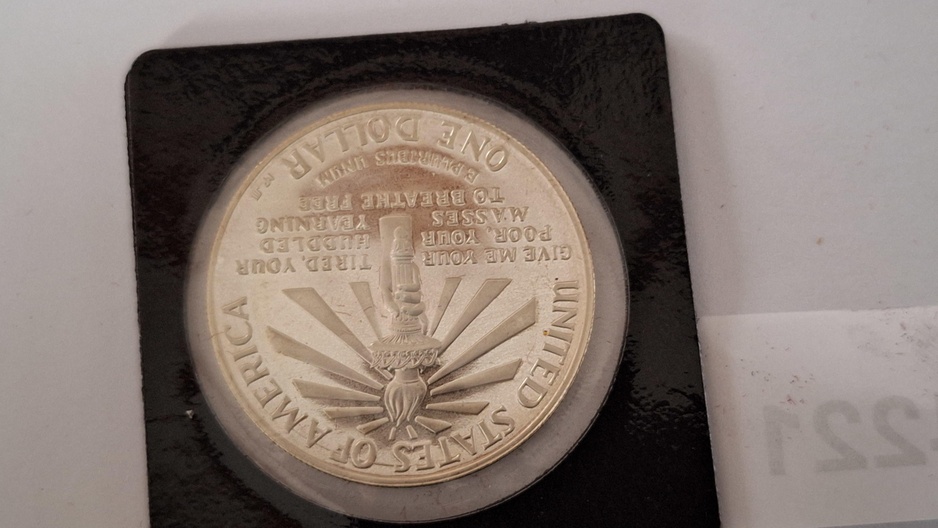 UNITED STATES OF AMERICA
GIVE ME YOUR TIRED, YOUR
POOR, YOUR HUDDLED
MASSES YEARNING
TO BREATHE FREE
E PLURIBUS UNUM
ONE DOLLAR
221